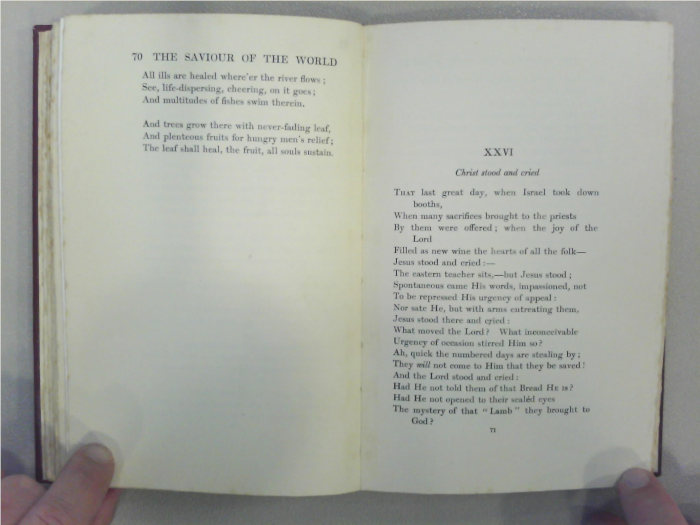 70 THE SAVIOUR OF THE WORLD
All ills are healed where'er the river flows;
See, life-dispersing, cheering, on it goes;
And multitudes of fishes swim therein.
And trees grow there with never-fading leaf,
And plenteous fruits for hungry men's relief;
The leaf shall heal, the fruit, all souls sustain.
XXVI
Christ stood and cried
THAT last great day, when Israel took down
booths,
When many sacrifices brought to the priests
By them were offered; when the joy of the
Lord
Filled as new wine the hearts of all the folk—
Jesus stood and cried:—
The eastern teacher sits,—but Jesus stood;
Spontaneous came His words, impassioned, not
To be repressed His urgency of appeal:
Nor sate He, but with arms entreating them,
Jesus stood there and cried:
What moved the Lord? What inconceivable
Urgency of occasion stirred Him so?
Ah, quick the numbered days are stealing by;
They will not come to Him that they be saved!
And the Lord stood and cried:
Had He not told them of that Bread HE IS?
Had He not opened to their sealéd eyes
The mystery of that "Lamb" they brought to
God?
71